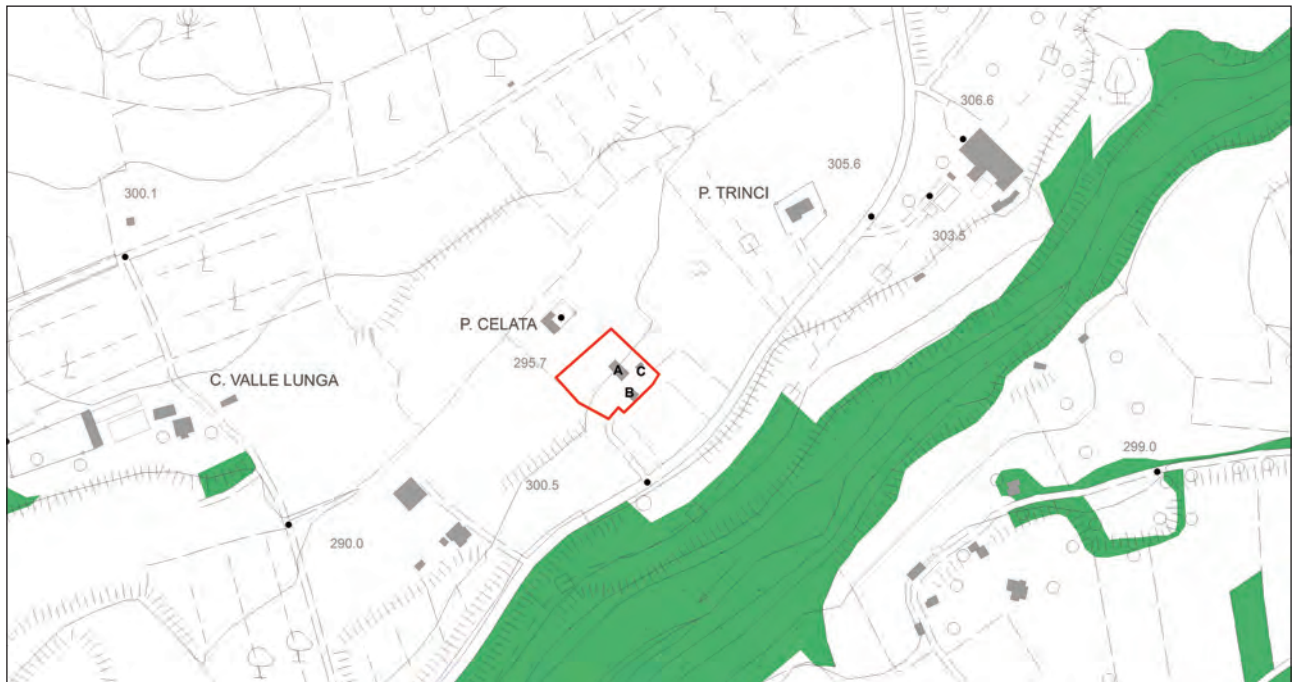 306.6
305.6
300.1
P. TRINCI
303.5
P. CELATA
295.7
A
C
C. VALLE LUNGA
B
299.0
300.5
290.0